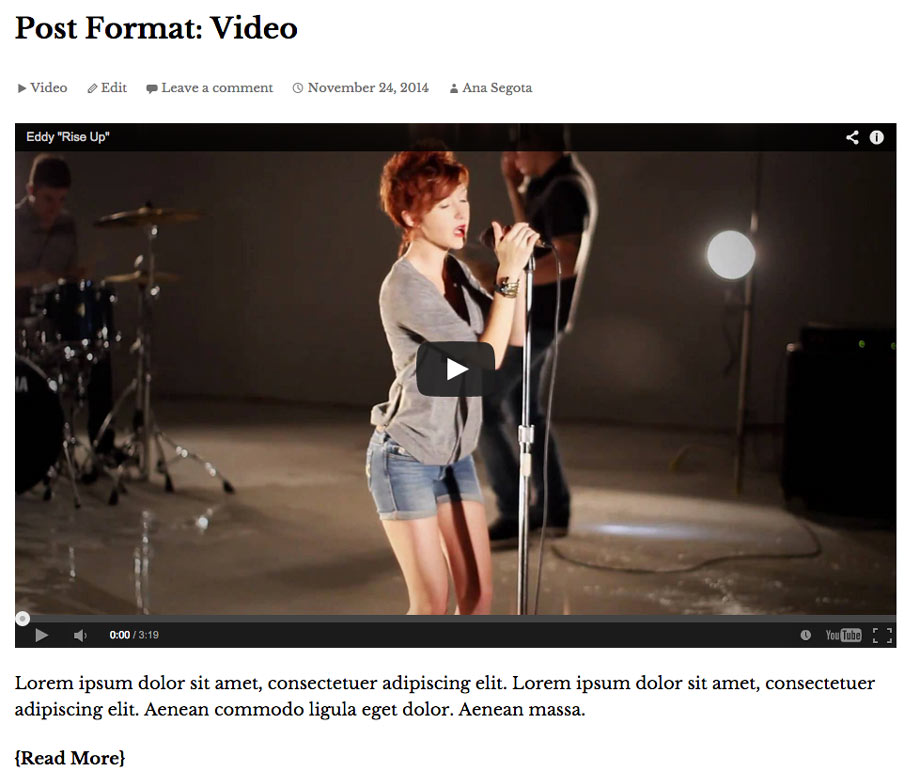 Post Format: Video
Video Edit Leave a comment November 24, 2014 Ana Segota
Eddy "Rise Up"
0:00 / 3:19 YouTube
Lorem ipsum dolor sit amet, consectetuer adipiscing elit. Lorem ipsum dolor sit amet, consectetuer
adipiscing elit. Aenean commodo ligula eget dolor. Aenean massa.
{Read More}